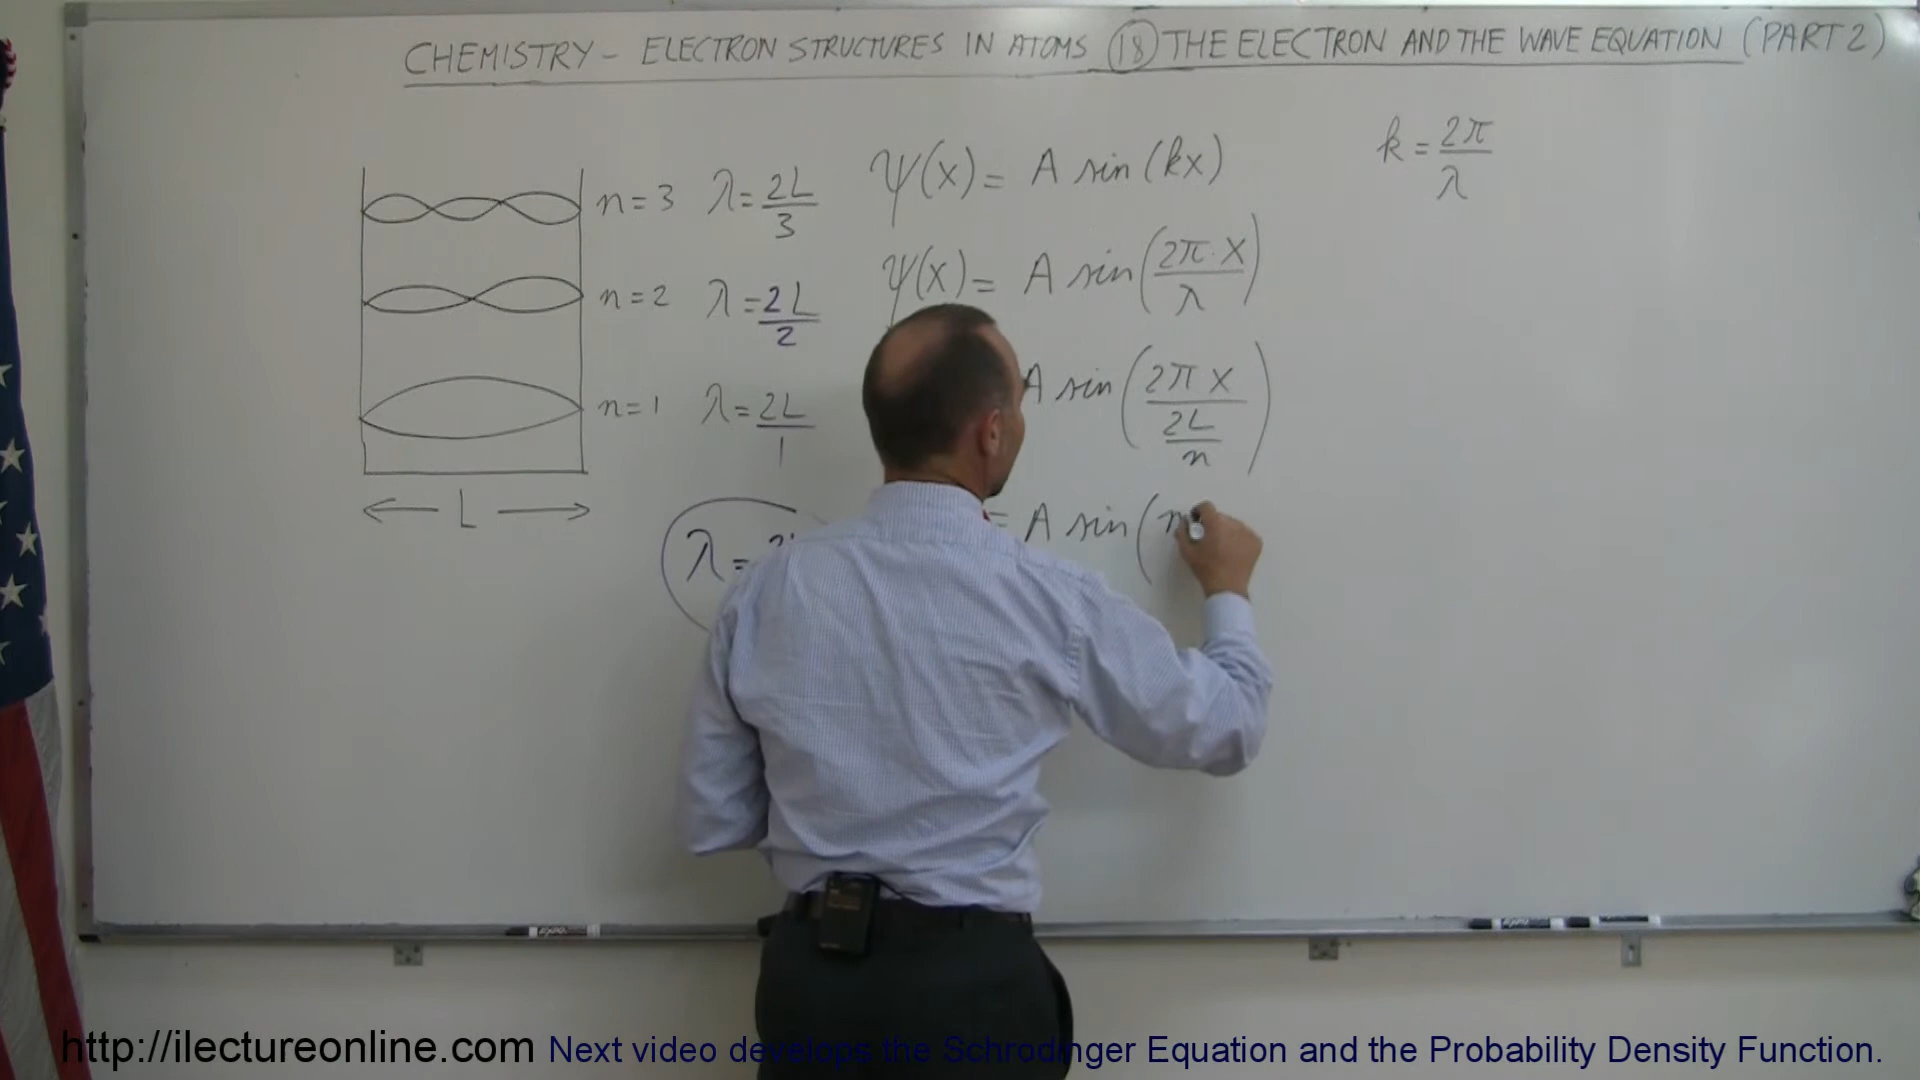 CHEMISTRY - ELECTRON STRUCTURES IN ATOMS (18) THE ELECTRON AND THE WAVE EQUATION (PART 2)
n=3 λ=2L/3
n=2 λ=2L/2
n=1 λ=2L/1
← L →
λ=
ψ(x) = A sin(kx)
ψ(x) = A sin(2π·x/λ)
A sin(2πx/(2L/n))
= A sin(n
k = 2π/λ
http://ilectureonline.com Next video develops the Schrodinger Equation and the Probability Density Function.